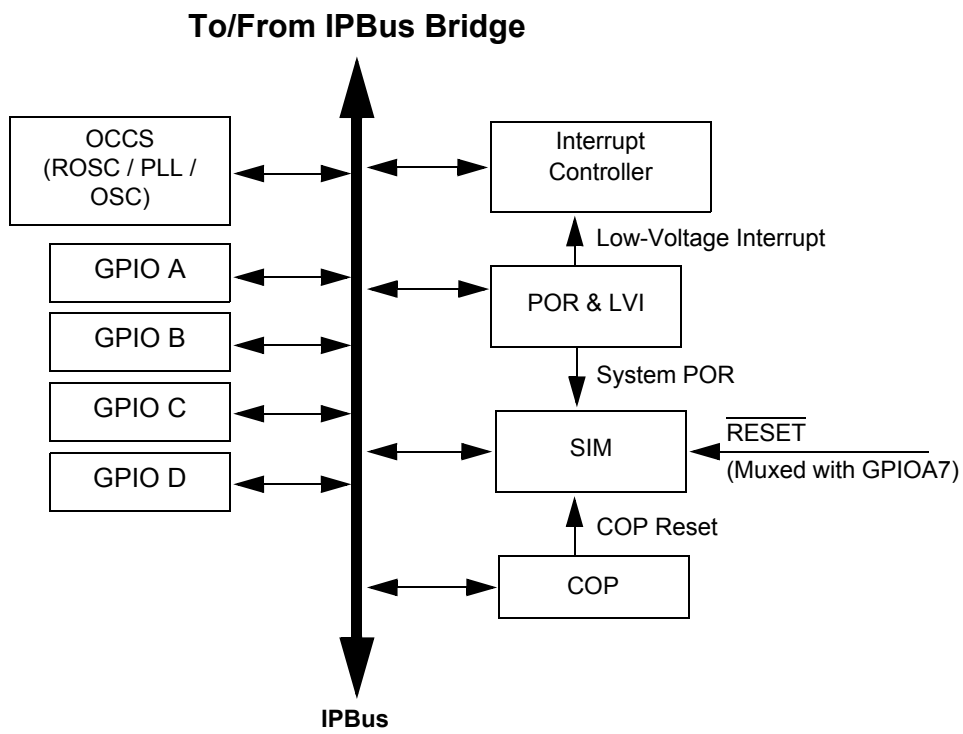 To/From IPBus Bridge
OCCS
(ROSC / PLL /
OSC)
GPIO A
GPIO B
GPIO C
GPIO D
Interrupt
Controller
Low-Voltage Interrupt
POR & LVI
System POR
SIM
RESET
(Muxed with GPIOA7)
COP Reset
COP
IPBus